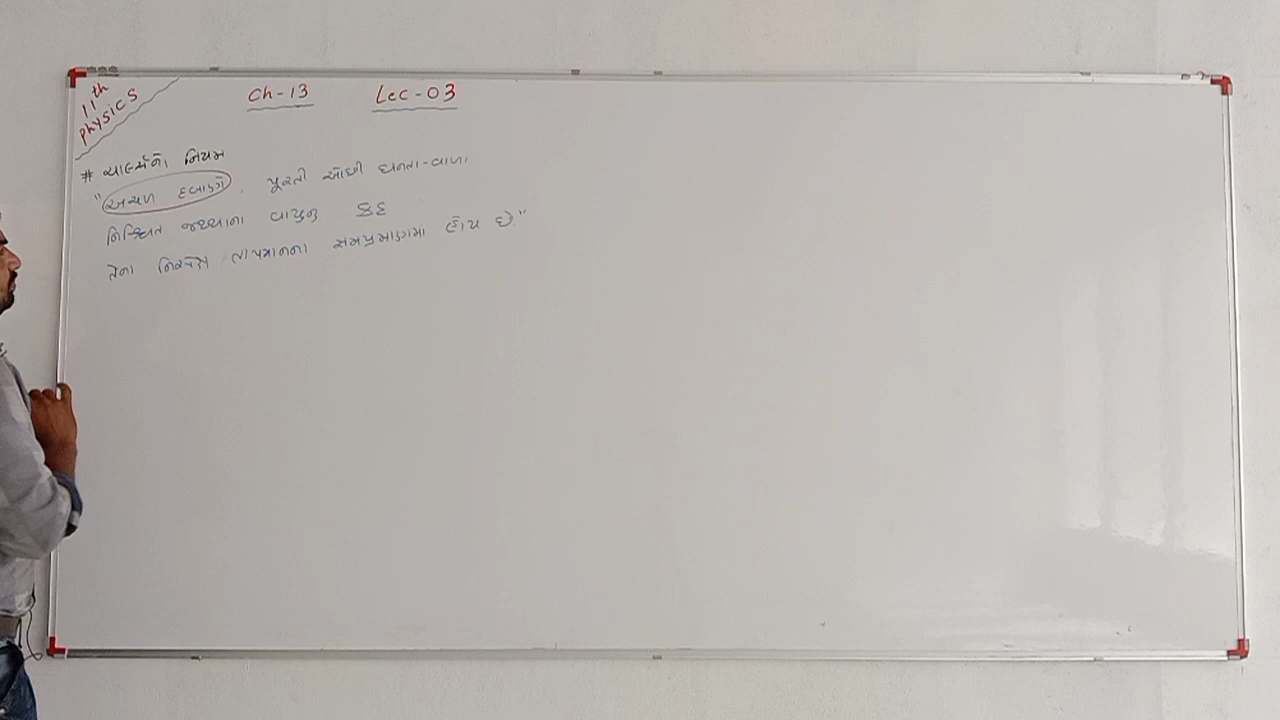 11th
physics
Ch-13 Lec-03
# ચાર્લ્સનો નિયમ
"અચળ દબાણે, પૂરતી ઓછી ઘનતા-વાળા
નિશ્ચિત જથ્થાના વાયુનુ કદ
તેના નિરપેક્ષ તાપમાનના સમપ્રમાણમા હોય છે."